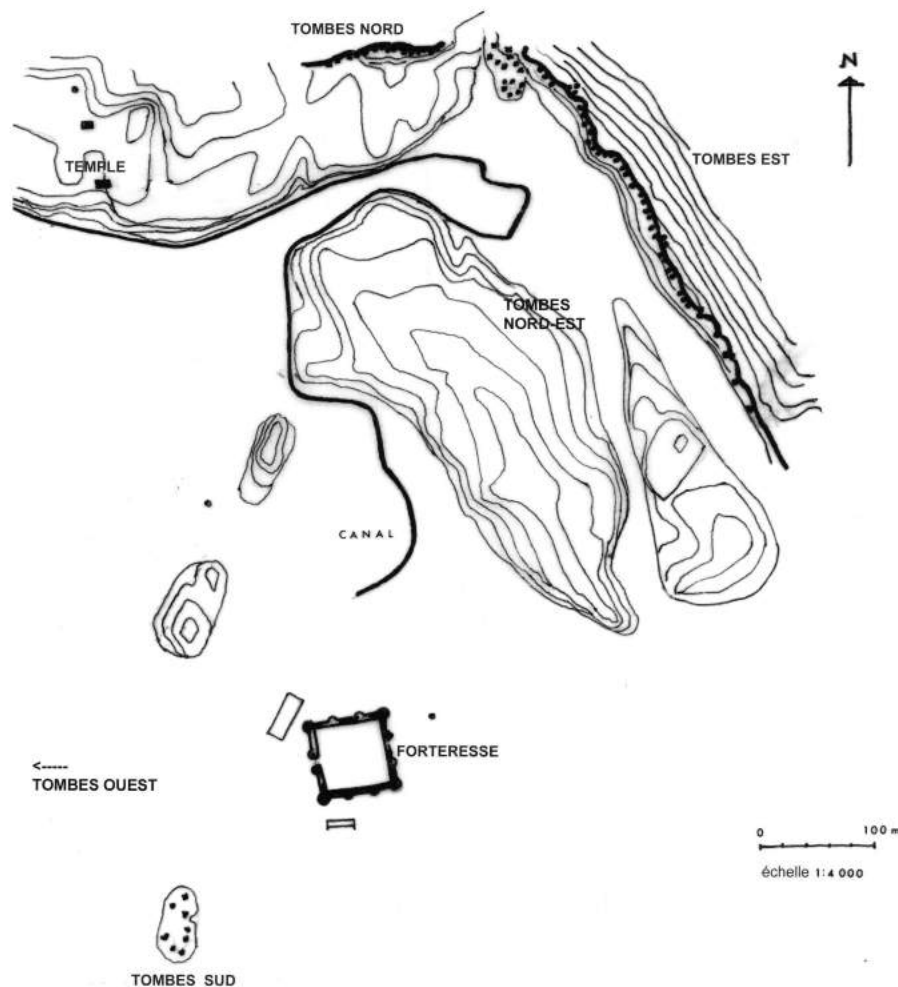 TOMBES NORD
N
TEMPLE
TOMBES EST
TOMBES
NORD-EST
CANAL
FORTERESSE
<-----
TOMBES OUEST
0 100 m
échelle 1:4 000
TOMBES SUD